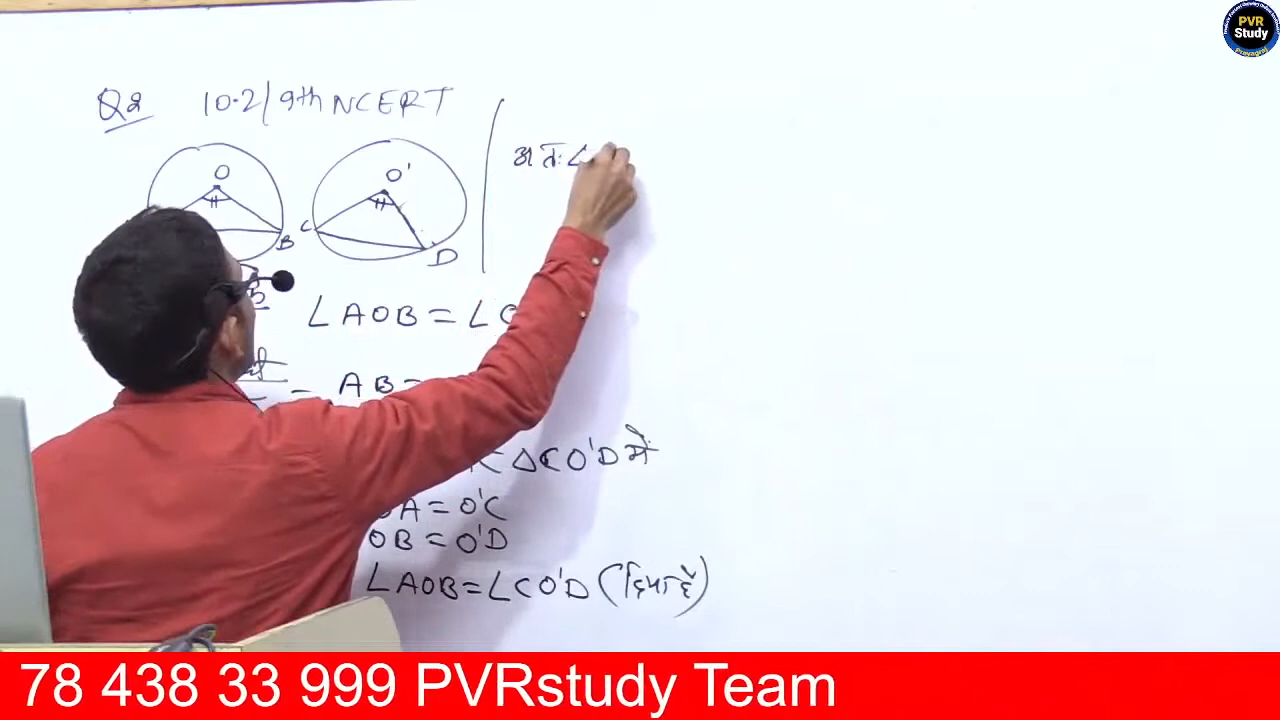 PVR
Study
Prayagraj
Q2 10.2/9th NCERT
O
O'
B
C
D
अतः ∠
∠AOB = ∠
AB =
ΔCO'D में
OA = O'C
OB = O'D
∠AOB = ∠CO'D (दिया है)
78 438 33 999 PVRstudy Team